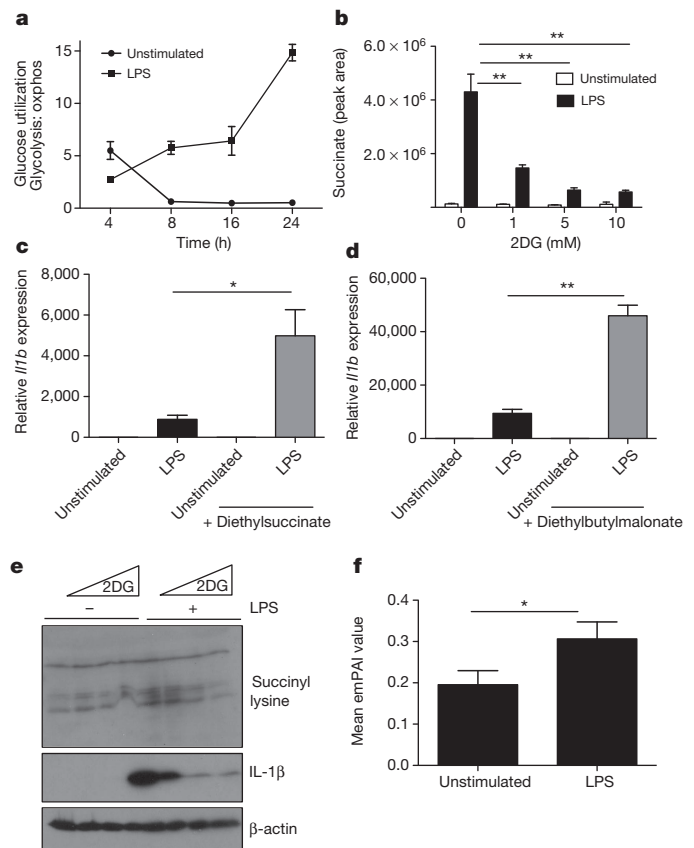 a
Glucose utilization
Glycolysis: oxphos
15
10
5
0
4 8 16 24
Time (h)
Unstimulated
LPS
b
Succinate (peak area)
6.0 × 10⁶
4.0 × 10⁶
2.0 × 10⁶
**
**
**
Unstimulated
LPS
0 1 5 10
2DG (mM)
c
Relative Il1b expression
8,000
6,000
4,000
2,000
0
*
Unstimulated
LPS
Unstimulated
LPS
+ Diethylsuccinate
d
Relative Il1b expression
60,000
40,000
20,000
0
**
Unstimulated
LPS
Unstimulated
LPS
+ Diethylbutylmalonate
e
2DG 2DG
– + LPS
Succinyl
lysine
IL-1β
β-actin
f
Mean emPAI value
0.4
0.3
0.2
0.1
0.0
*
Unstimulated LPS